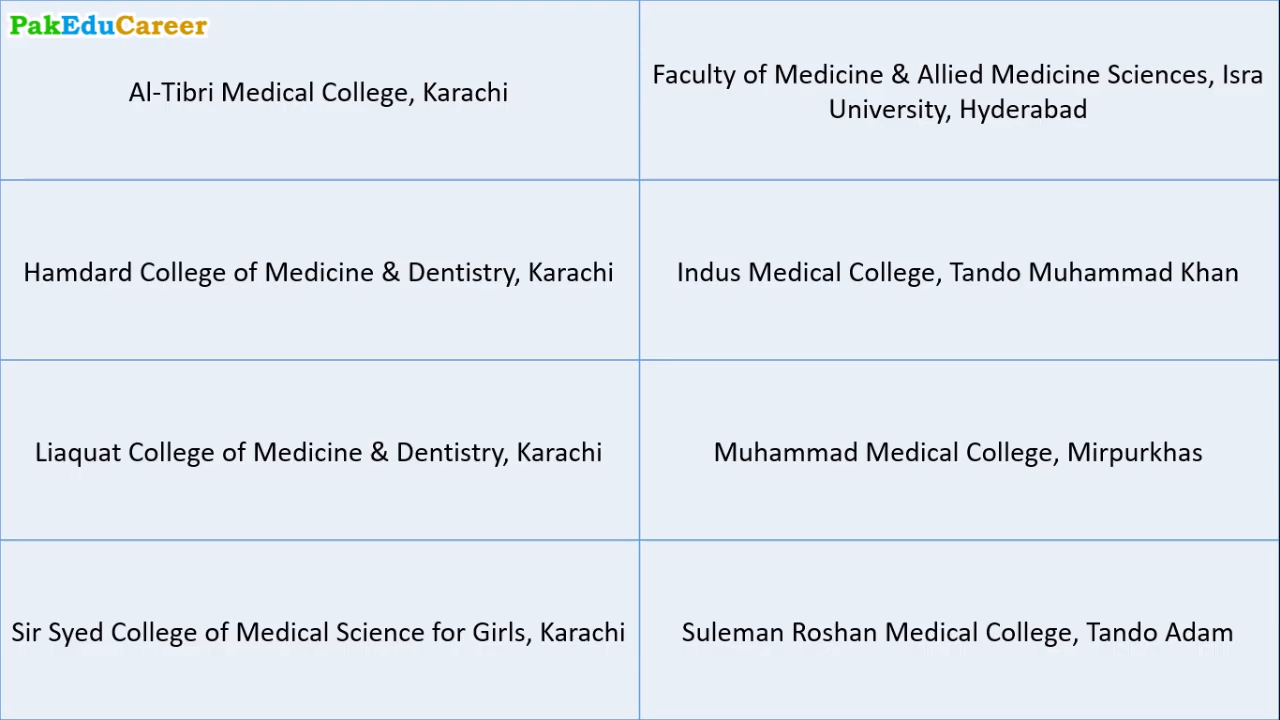 PakEduCareer
Al-Tibri Medical College, Karachi
Faculty of Medicine & Allied Medicine Sciences, Isra
University, Hyderabad
Hamdard College of Medicine & Dentistry, Karachi
Indus Medical College, Tando Muhammad Khan
Liaquat College of Medicine & Dentistry, Karachi
Muhammad Medical College, Mirpurkhas
Sir Syed College of Medical Science for Girls, Karachi
Suleman Roshan Medical College, Tando Adam